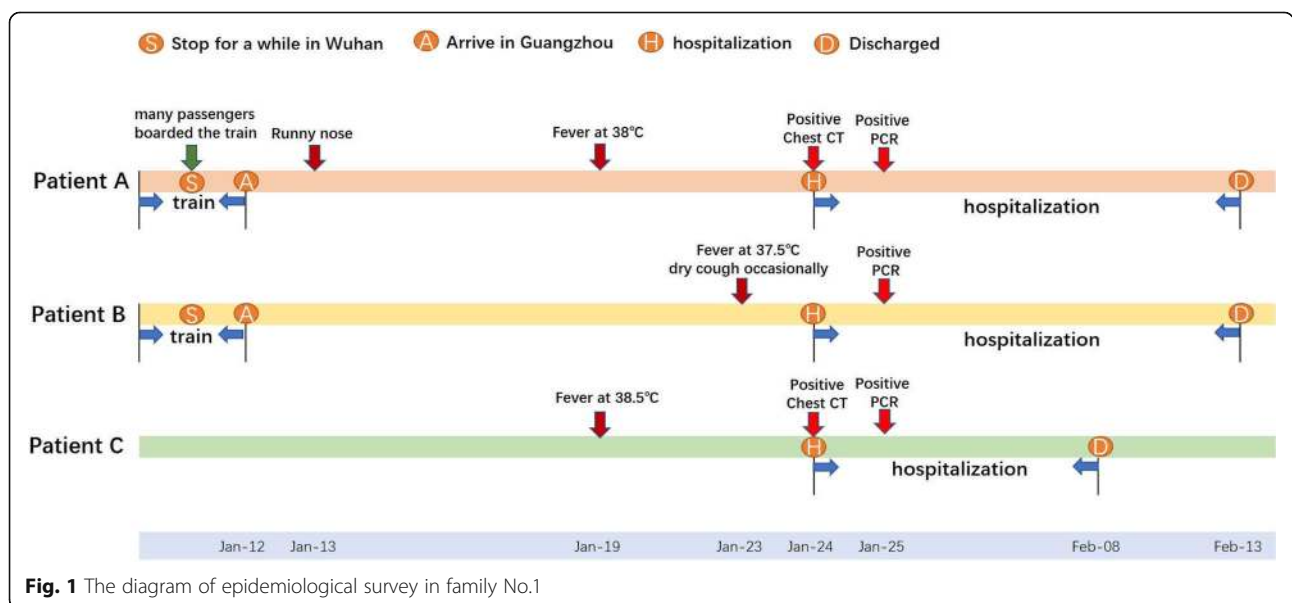 S Stop for a while in Wuhan A Arrive in Guangzhou H hospitalization D Discharged
many passengers
boarded the train
Runny nose
Fever at 38°C
Positive
Chest CT
Positive
PCR
Patient A
S A H D
train
hospitalization
Fever at 37.5°C
dry cough occasionally
Positive
PCR
Patient B
S A H D
train
hospitalization
Fever at 38.5°C
Positive
Chest CT
Positive
PCR
Patient C
H D
hospitalization
Jan-12 Jan-13 Jan-19 Jan-23 Jan-24 Jan-25 Feb-08 Feb-13
Fig. 1 The diagram of epidemiological survey in family No.1